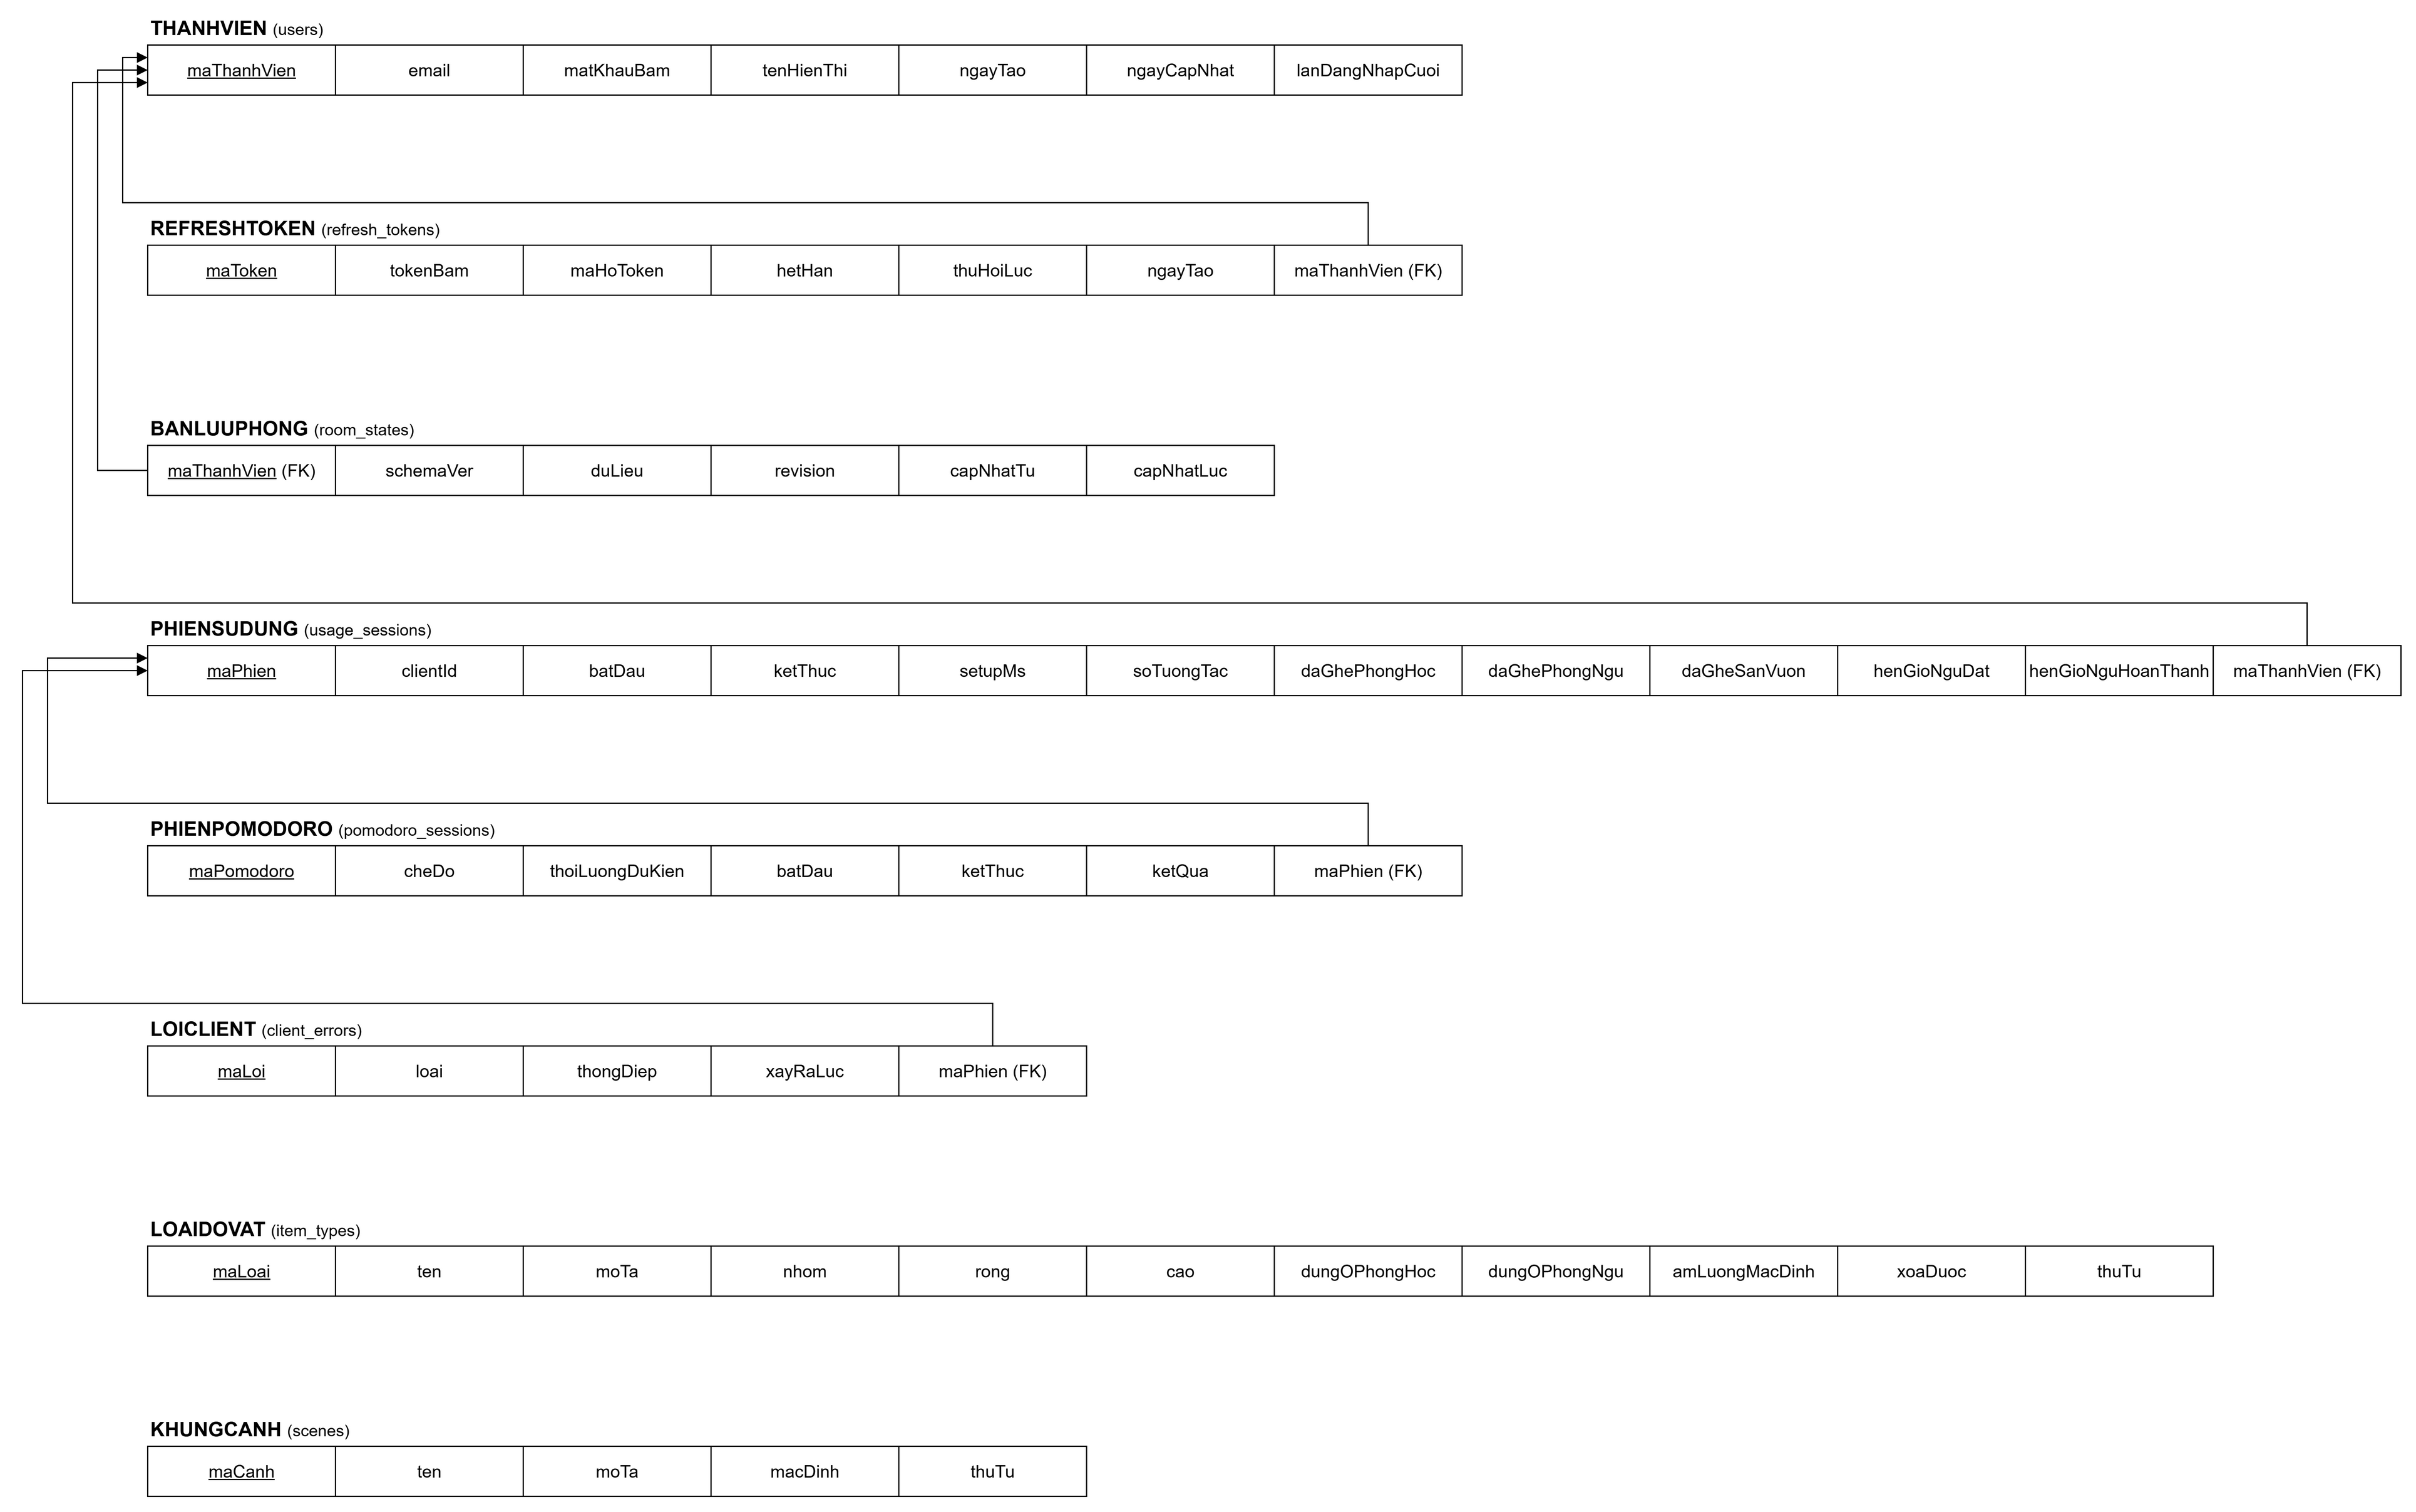 THANHVIEN (users)
maThanhVien email matKhauBam tenHienThi ngayTao ngayCapNhat lanDangNhapCuoi
REFRESHTOKEN (refresh_tokens)
maToken tokenBam maHoToken hetHan thuHoiLuc ngayTao maThanhVien (FK)
BANLUUPHONG (room_states)
maThanhVien (FK) schemaVer duLieu revision capNhatTu capNhatLuc
PHIENSUDUNG (usage_sessions)
maPhien clientId batDau ketThuc setupMs soTuongTac daGhePhongHoc daGhePhongNgu daGheSanVuon henGioNguDat henGioNguHoanThanh maThanhVien (FK)
PHIENPOMODORO (pomodoro_sessions)
maPomodoro cheDo thoiLuongDuKien batDau ketThuc ketQua maPhien (FK)
LOICLIENT (client_errors)
maLoi loai thongDiep xayRaLuc maPhien (FK)
LOAIDOVAT (item_types)
maLoai ten moTa nhom rong cao dungOPhongHoc dungOPhongNgu amLuongMacDinh xoaDuoc thuTu
KHUNGCANH (scenes)
maCanh ten moTa macDinh thuTu